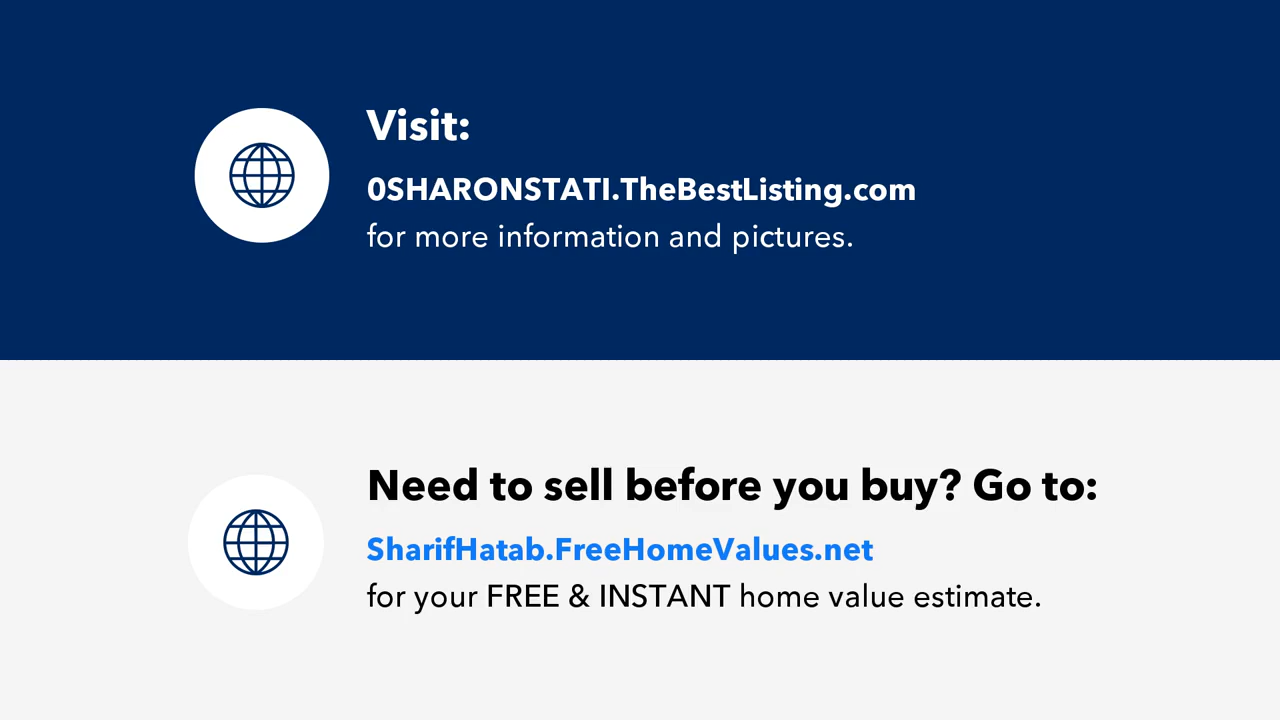 Visit:
0SHARONSTATI.TheBestListing.com
for more information and pictures.
Need to sell before you buy? Go to:
SharifHatab.FreeHomeValues.net
for your FREE & INSTANT home value estimate.